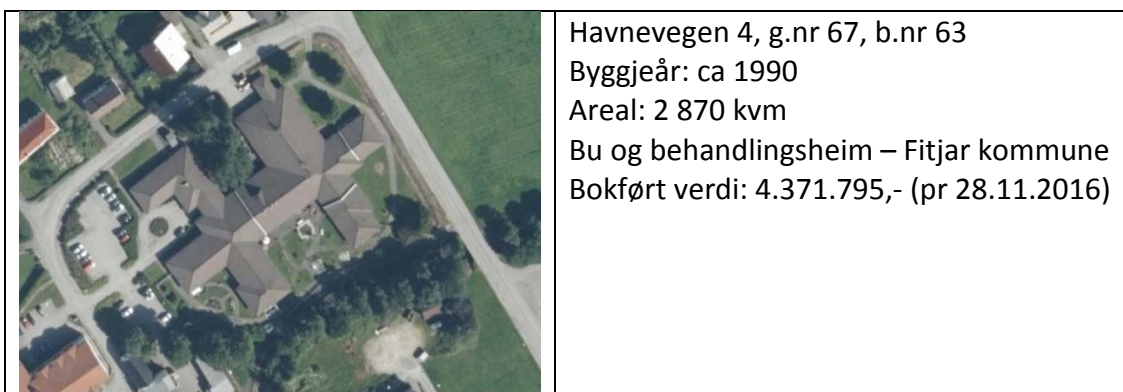 Havnevegen 4, g.nr 67, b.nr 63
Byggjeår: ca 1990
Areal: 2 870 kvm
Bu og behandlingsheim – Fitjar kommune
Bokført verdi: 4.371.795,- (pr 28.11.2016)